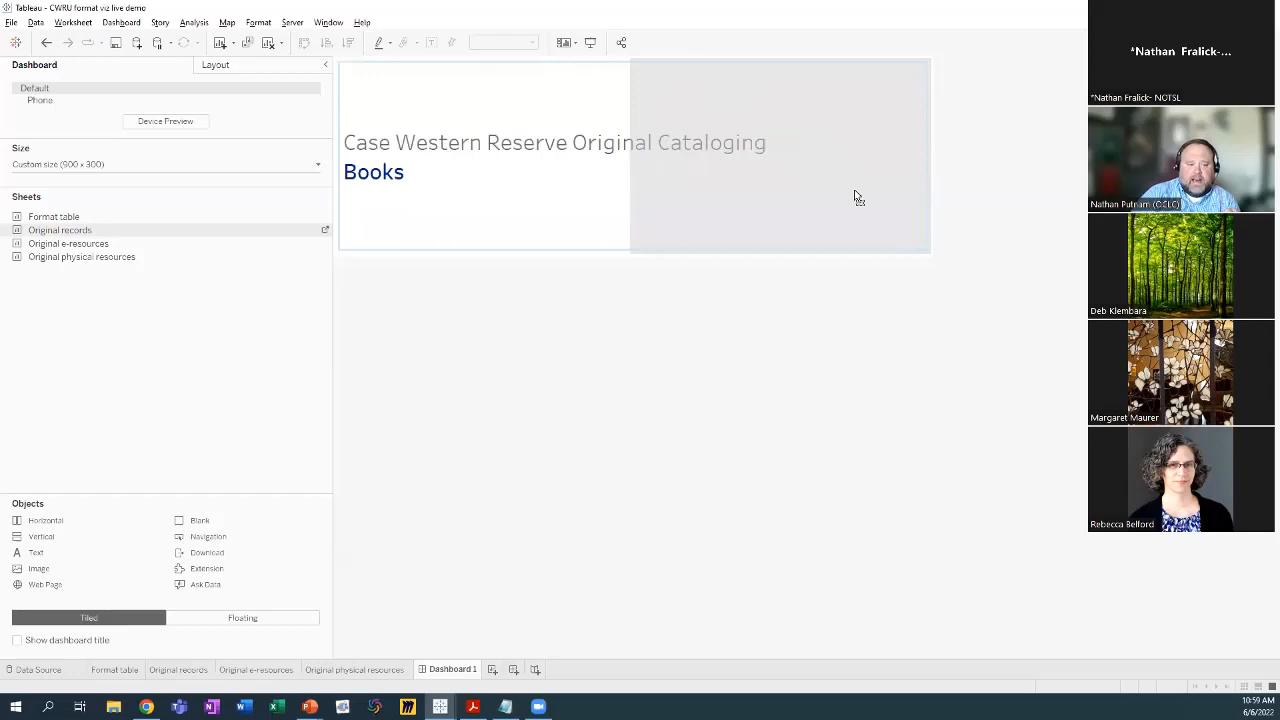 Tableau - CWRU format viz live demo
File Data Worksheet Dashboard Story Analysis Map Format Server Window Help
Dashboard Layout
Default
Phone
Device Preview
Size
Custom size (900 x 300)
Sheets
Format table
Original records
Original e-resources
Original physical resources
Case Western Reserve Original Cataloging
Books
Objects
Horizontal Blank
Vertical Navigation
Text Download
Image Extension
Web Page Ask Data
Tiled Floating
Show dashboard title
Data Source Format table Original records Original e-resources Original physical resources Dashboard 1
10:59 AM
6/6/2022
*Nathan Fralick-...
*Nathan Fralick- NOTSL
Nathan Putnam (OCLC)
Deb Klembara
Margaret Maurer
Rebecca Belford